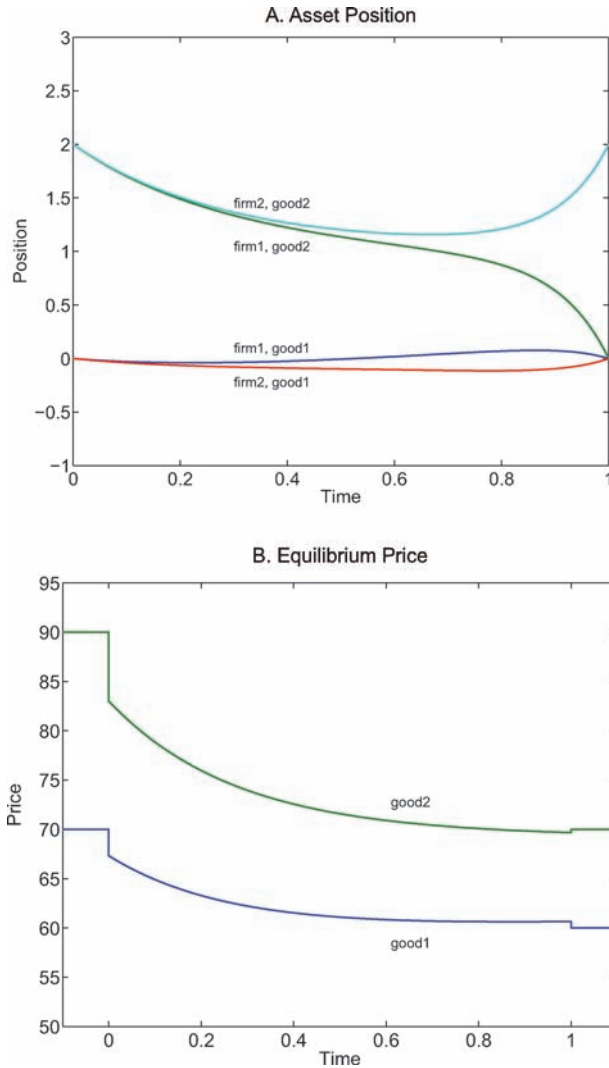 A. Asset Position
3
2.5
2
1.5
1
0.5
0
−0.5
−1
Position
firm2, good2
firm1, good2
firm1, good1
firm2, good1
0
0.2
0.4
0.6
0.8
1
Time
B. Equilibrium Price
95
90
85
80
75
70
65
60
55
50
Price
good2
good1
0
0.2
0.4
0.6
0.8
1
Time